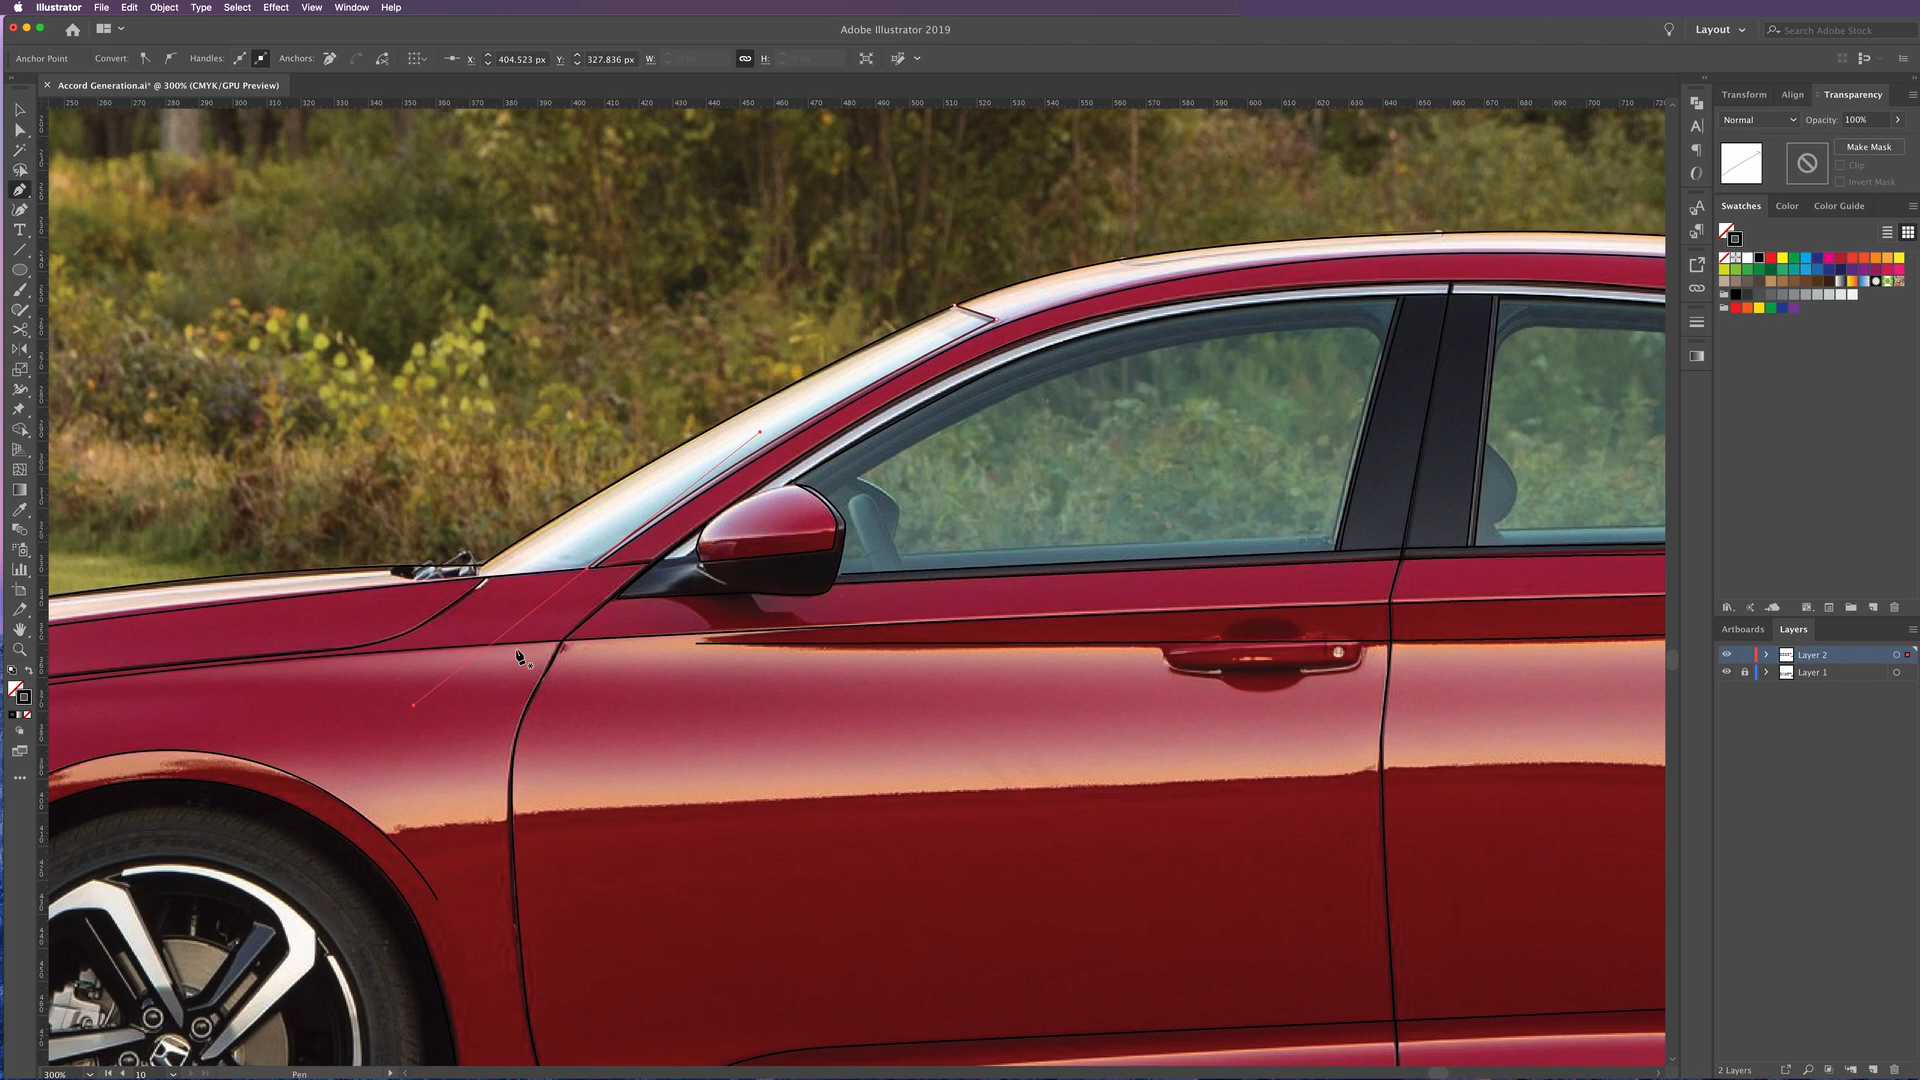 Illustrator File Edit Object Type Select Effect View Window Help
Adobe Illustrator 2019
Layout
Search Adobe Stock
Anchor Point Convert: Handles: Anchors: X: 404.523 px Y: 327.836 px W: H:
Accord Generation.ai* @ 300% (CMYK/GPU Preview)
250 260 270 280 290 300 310 320 330 340 350 360 370 380 390 400 410 420 430 440 450 460 470 480 490 500 510 520 530 540 550 560 570 580 590 600 610 620 630 640 650 660 670 680 690 700 710 720
Transform Align Transparency
Normal Opacity: 100%
Make Mask
Clip
Invert Mask
Swatches Color Color Guide
Artboards Layers
Layer 2
Layer 1
2 Layers
300% 10 Pen